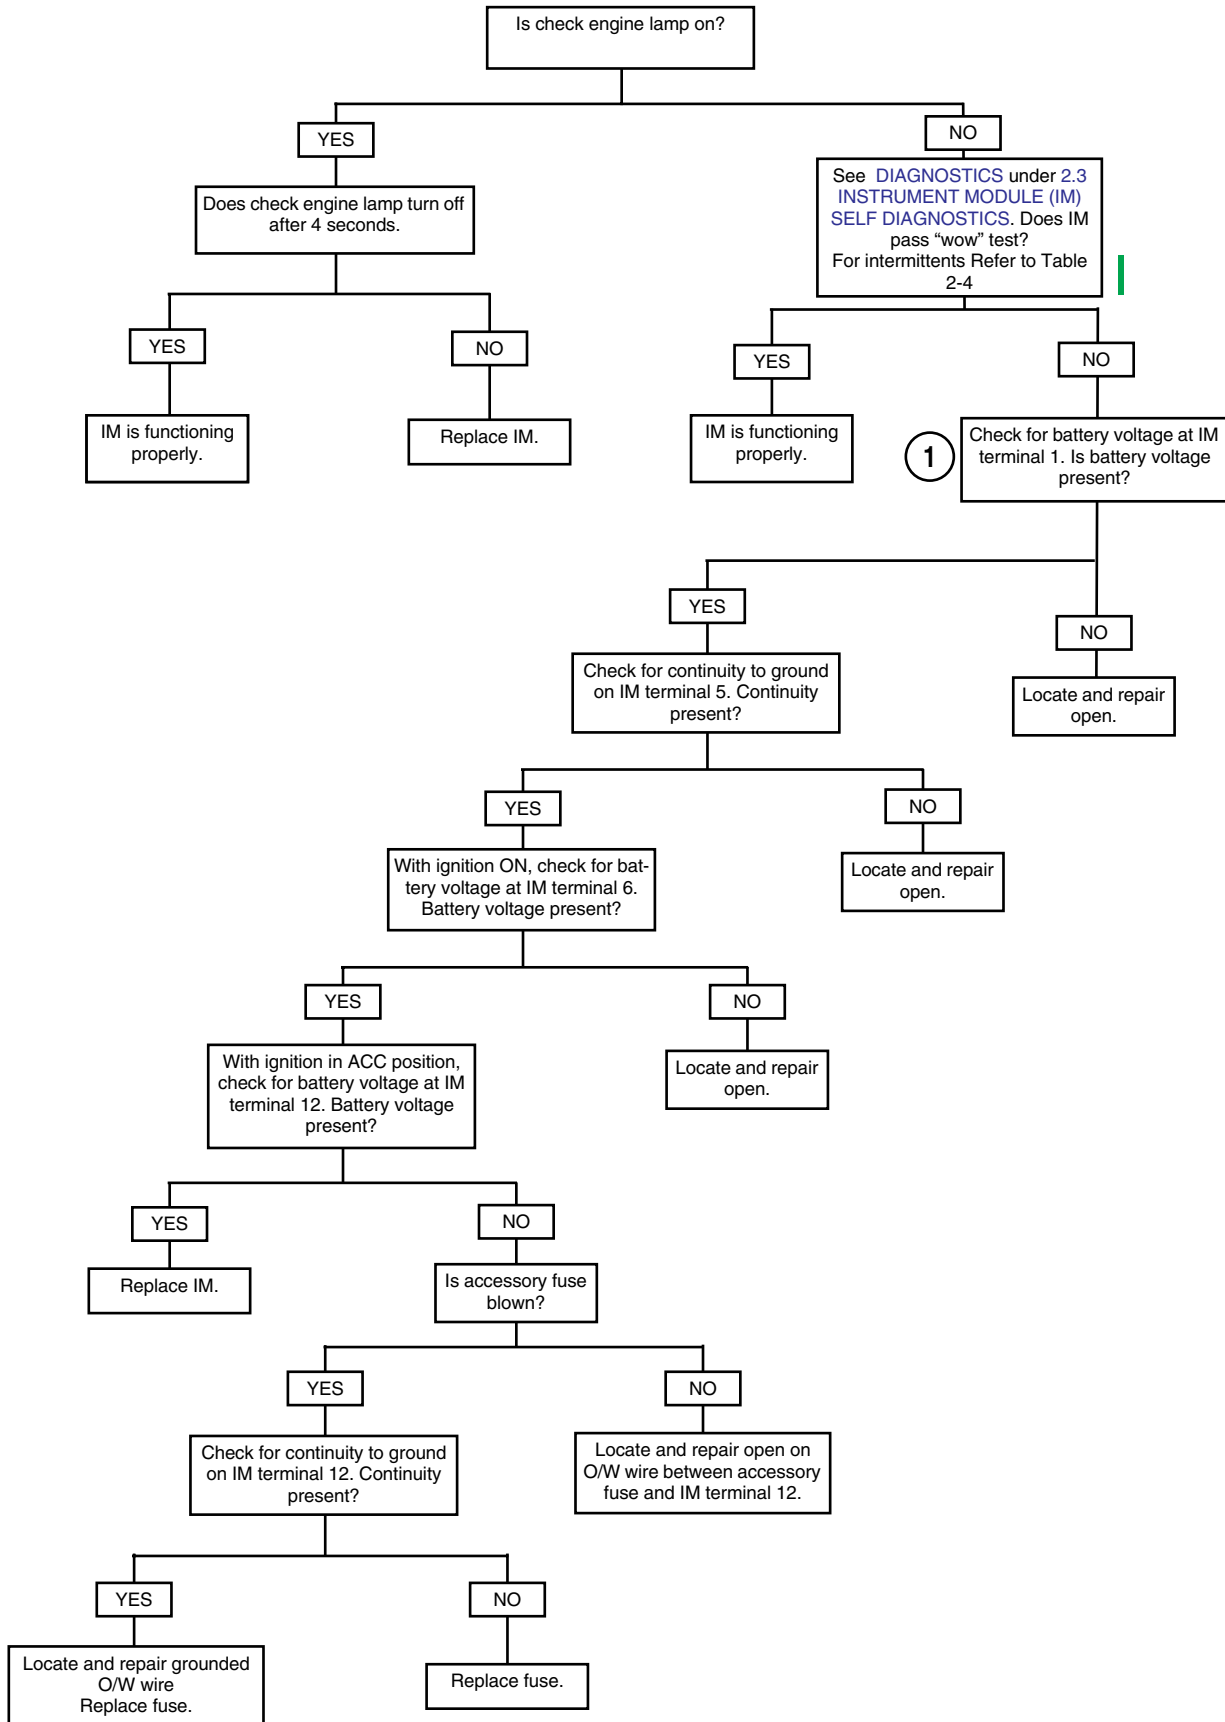 Is check engine lamp on?
YES
NO
Does check engine lamp turn off
after 4 seconds.
See DIAGNOSTICS under 2.3
INSTRUMENT MODULE (IM)
SELF DIAGNOSTICS. Does IM
pass “wow” test?
For intermittents Refer to Table
2-4
YES
NO
YES
NO
IM is functioning
properly.
Replace IM.
IM is functioning
properly.
1
Check for battery voltage at IM
terminal 1. Is battery voltage
present?
YES
NO
Check for continuity to ground
on IM terminal 5. Continuity
present?
Locate and repair
open.
YES
NO
With ignition ON, check for bat-
tery voltage at IM terminal 6.
Battery voltage present?
Locate and repair
open.
YES
NO
With ignition in ACC position,
check for battery voltage at IM
terminal 12. Battery voltage
present?
Locate and repair
open.
YES
NO
Replace IM.
Is accessory fuse
blown?
YES
NO
Check for continuity to ground
on IM terminal 12. Continuity
present?
Locate and repair open on
O/W wire between accessory
fuse and IM terminal 12.
YES
NO
Locate and repair grounded
O/W wire
Replace fuse.
Replace fuse.